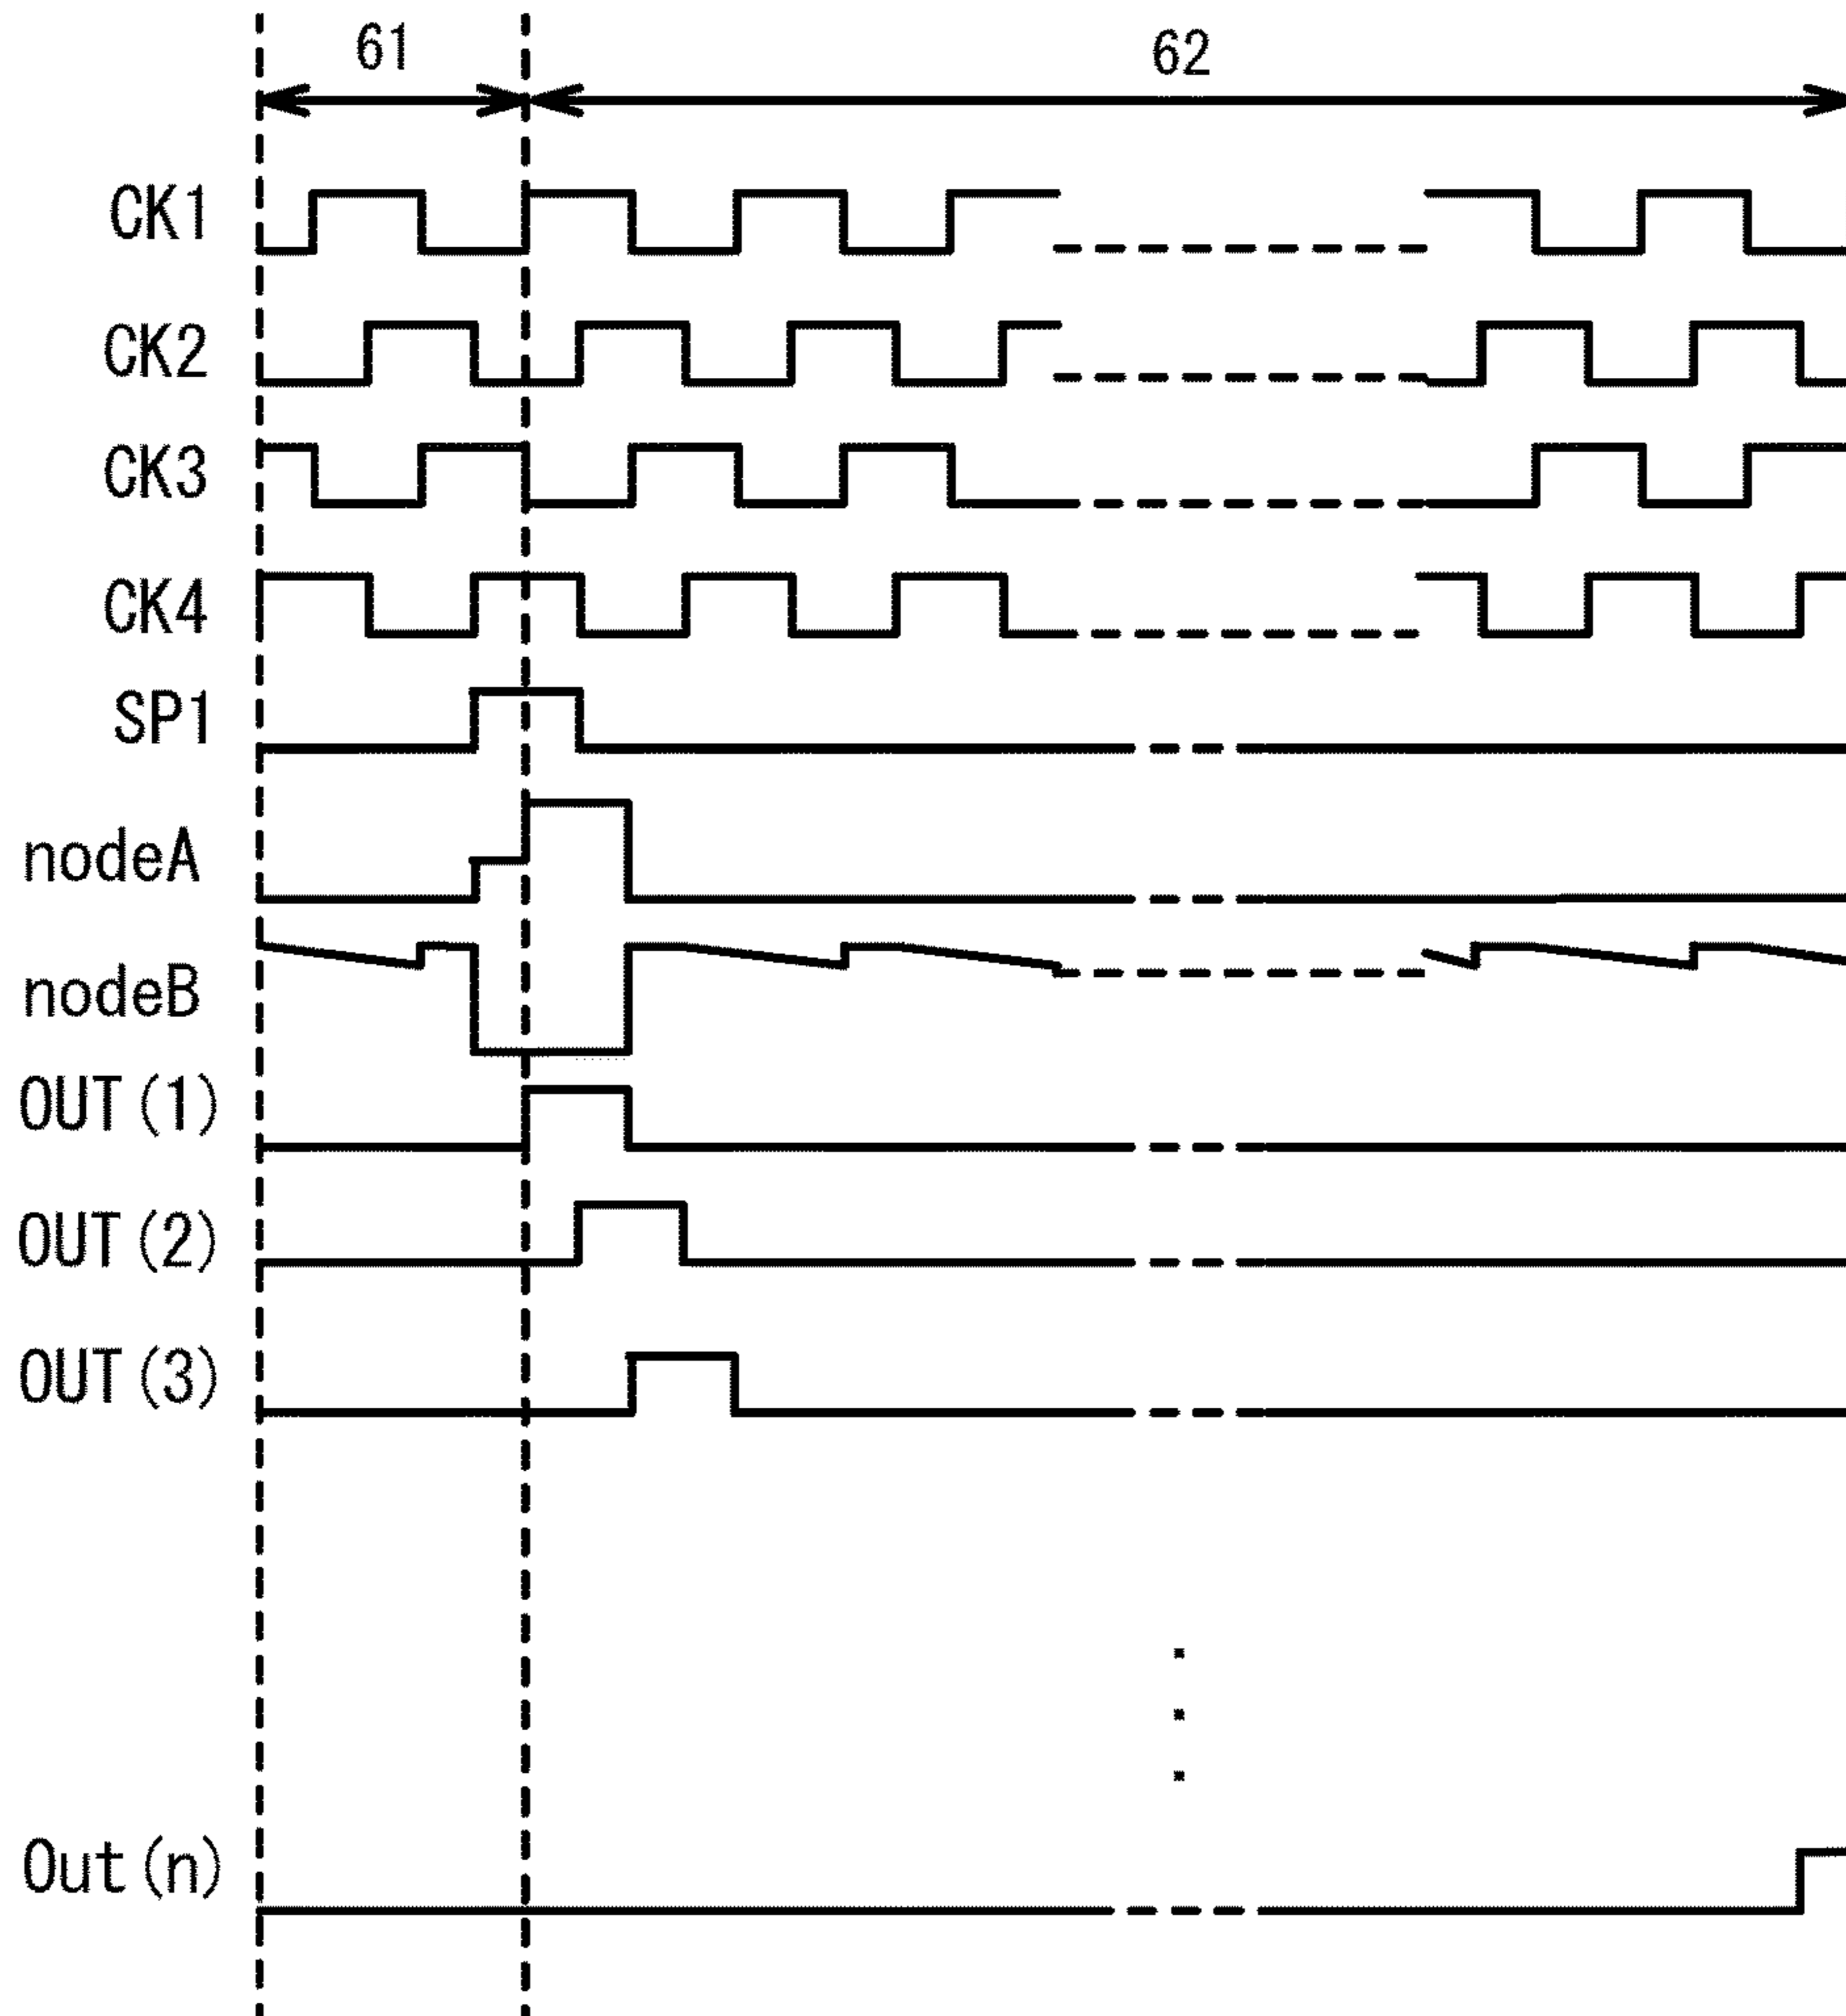 61
62
CK1
CK2
CK3
CK4
SP1
nodeA
nodeB
OUT(1)
OUT(2)
OUT(3)
Out(n)